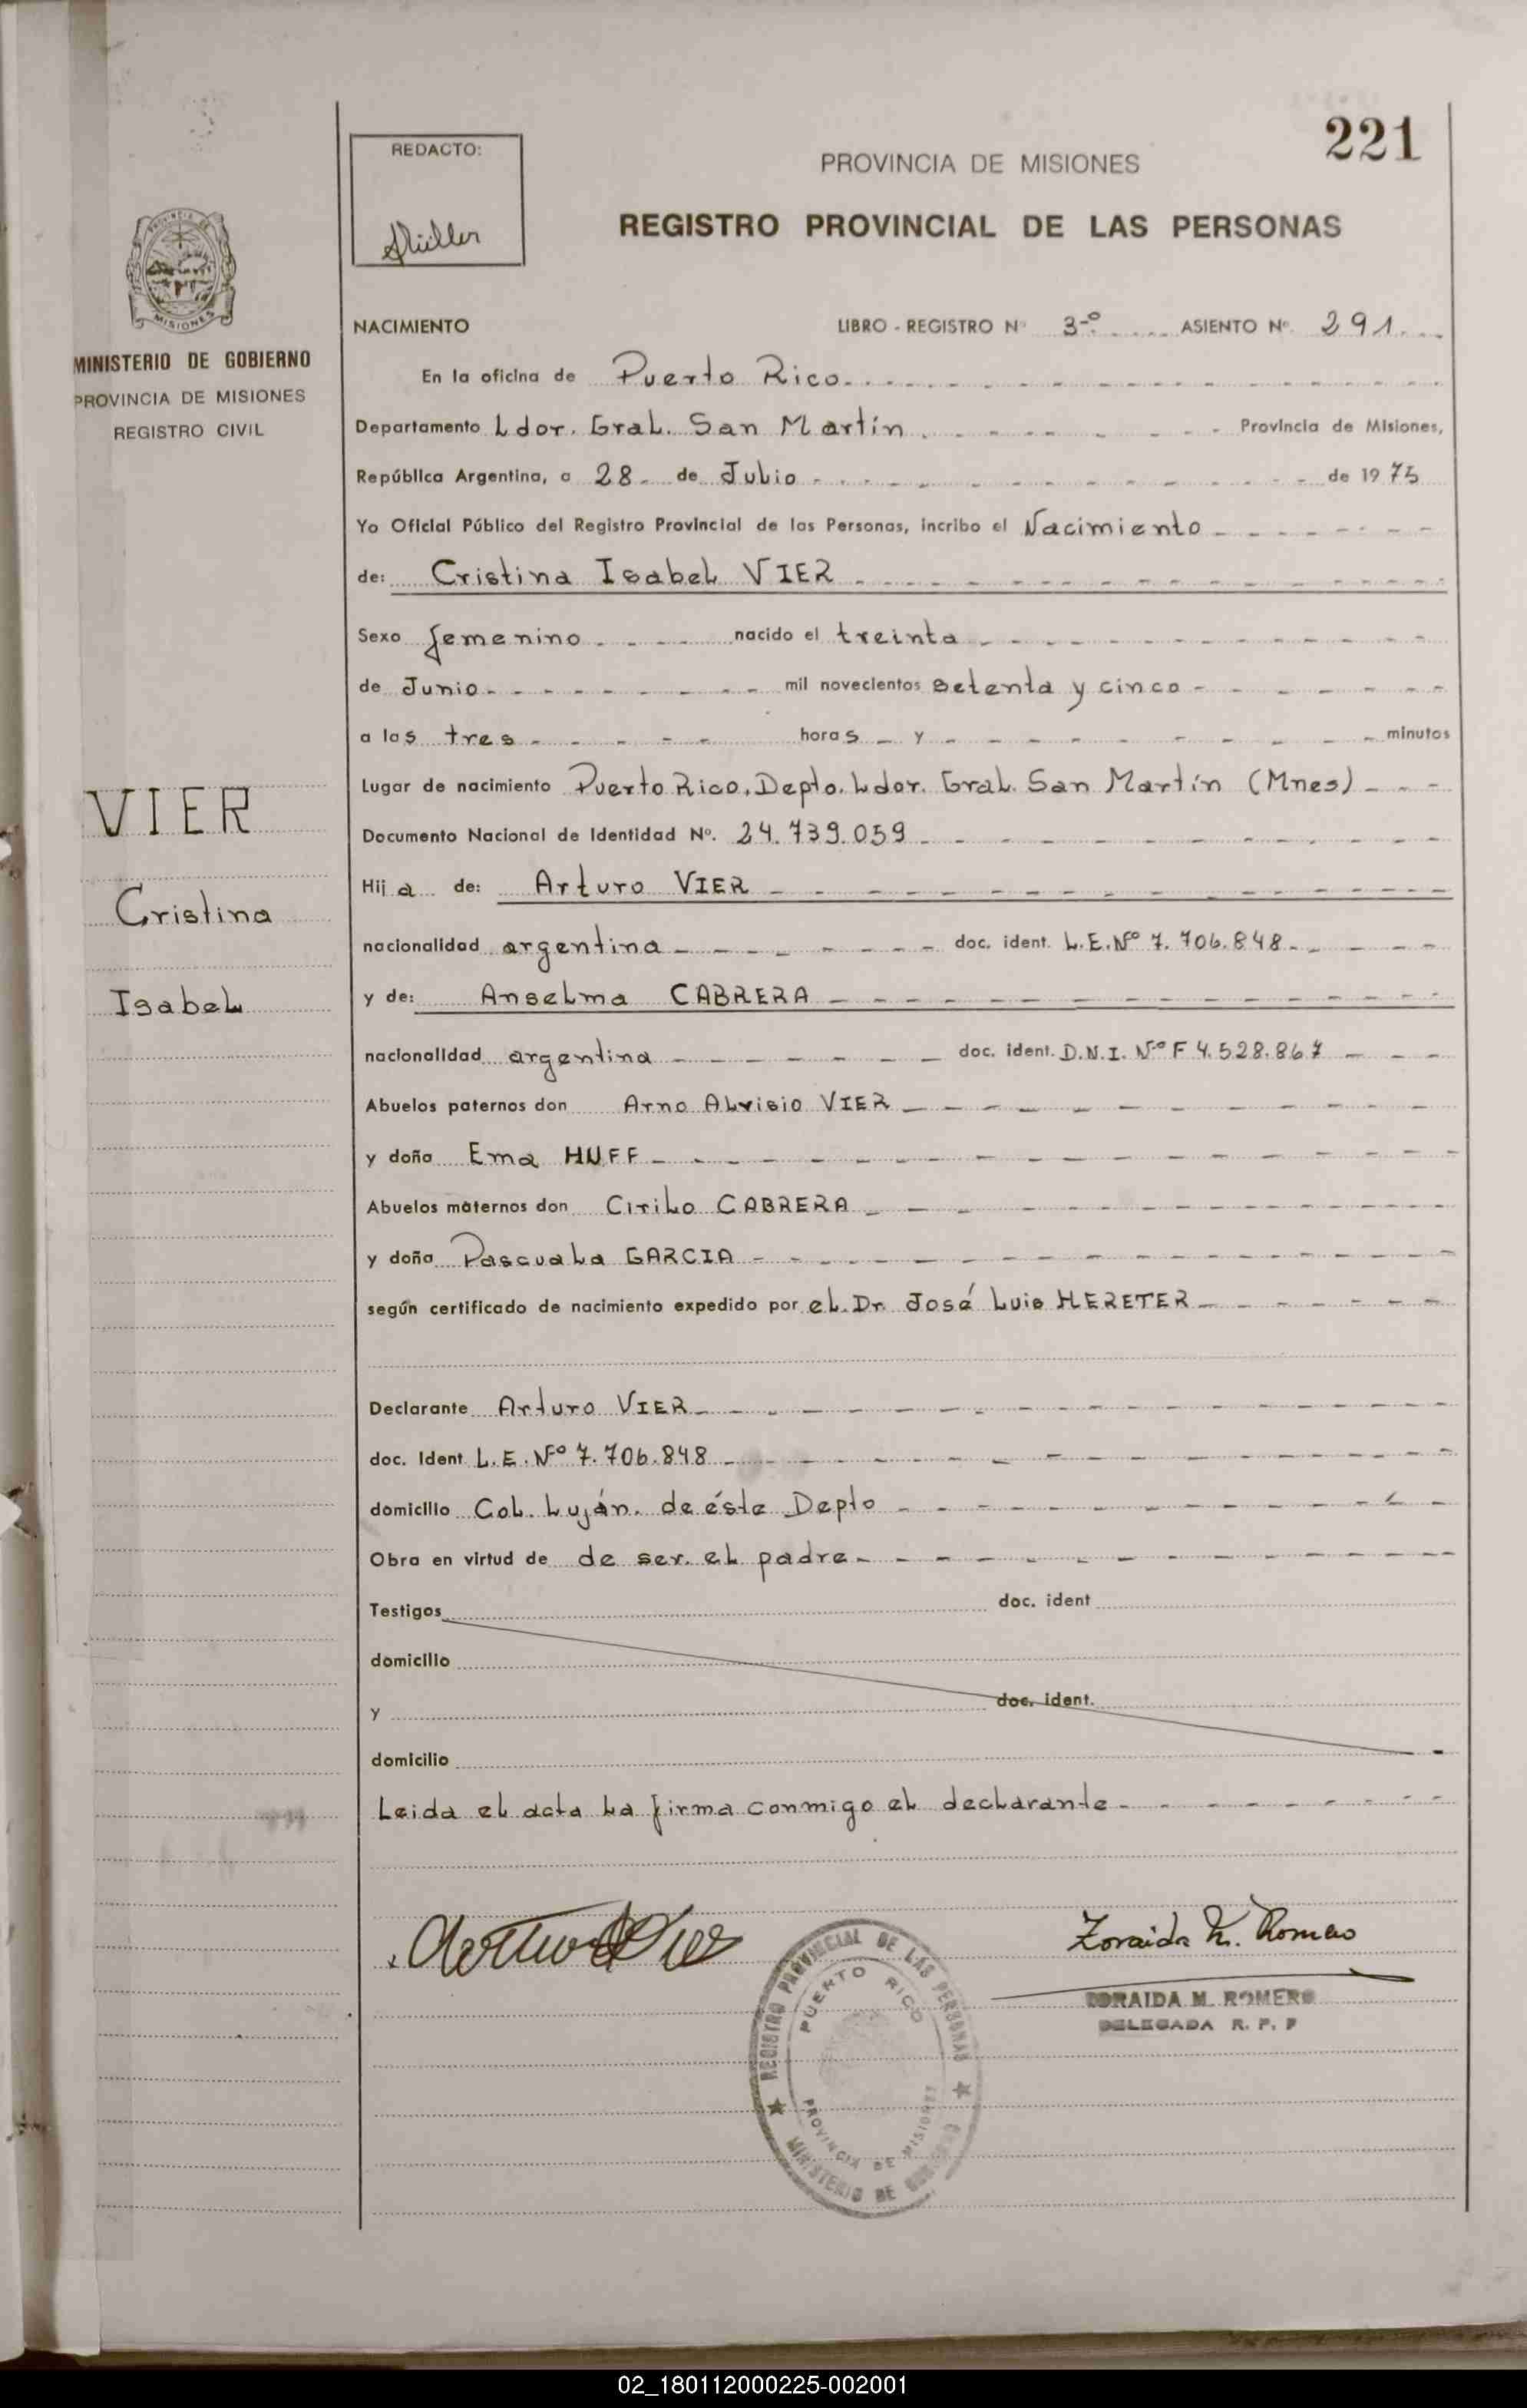 221
REDACTO:
Müller
PROVINCIA DE MISIONES
REGISTRO PROVINCIAL DE LAS PERSONAS
PROVINCIA DE
MISIONES
MINISTERIO DE GOBIERNO
PROVINCIA DE MISIONES
REGISTRO CIVIL
VIER
Cristina
Isabel
NACIMIENTO LIBRO - REGISTRO Nº 3-º ASIENTO Nº. 291
En la oficina de Puerto Rico
Departamento Ldor. Gral. San Martín Provincia de Misiones,
República Argentina, a 28 de Julio de 1975
Yo Oficial Público del Registro Provincial de las Personas, incribo el Nacimiento
de: Cristina Isabel VIER
Sexo femenino nacido el treinta
de Junio mil novecientos setenta y cinco
a las tres horas y minutos
Lugar de nacimiento Puerto Rico, Depto. Ldor. Gral. San Martín (Mnes)
Documento Nacional de Identidad Nº. 24.739.059
Hija de: Arturo VIER
nacionalidad argentina doc. ident. L.E.Nº 7.706.848
y de: Anselma CABRERA
nacionalidad argentina doc. ident. D.N.I. Nº F 4.528.867
Abuelos paternos don Arno Alvisio VIER
y doña Ema HUFF
Abuelos maternos don Cirilo CABRERA
y doña Pascuala GARCIA
según certificado de nacimiento expedido por el Dr. José Luis HERETER
Declarante Arturo VIER
doc. Ident L.E. Nº 7.706.848
domicilio Col. Luján. de éste Depto
Obra en virtud de de ser el padre
Testigos doc. ident
domicilio
y doc. ident.
domicilio
Leida el acta la firma conmigo el declarante
Arturo Vier
Zoraida M. Romero
ZORAIDA M. ROMERO
DELEGADA R. P. P
REGISTRO PROVINCIAL DE LAS PERSONAS
PUERTO RICO
PROVINCIA DE MISIONES
MINISTERIO DE GOBIERNO
02_180112000225-002001